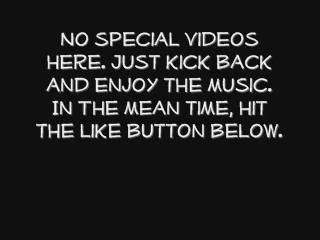 NO SPECIAL VIDEOS
HERE. JUST KICK BACK
AND ENJOY THE MUSIC.
IN THE MEAN TIME, HIT
THE LIKE BUTTON BELOW.